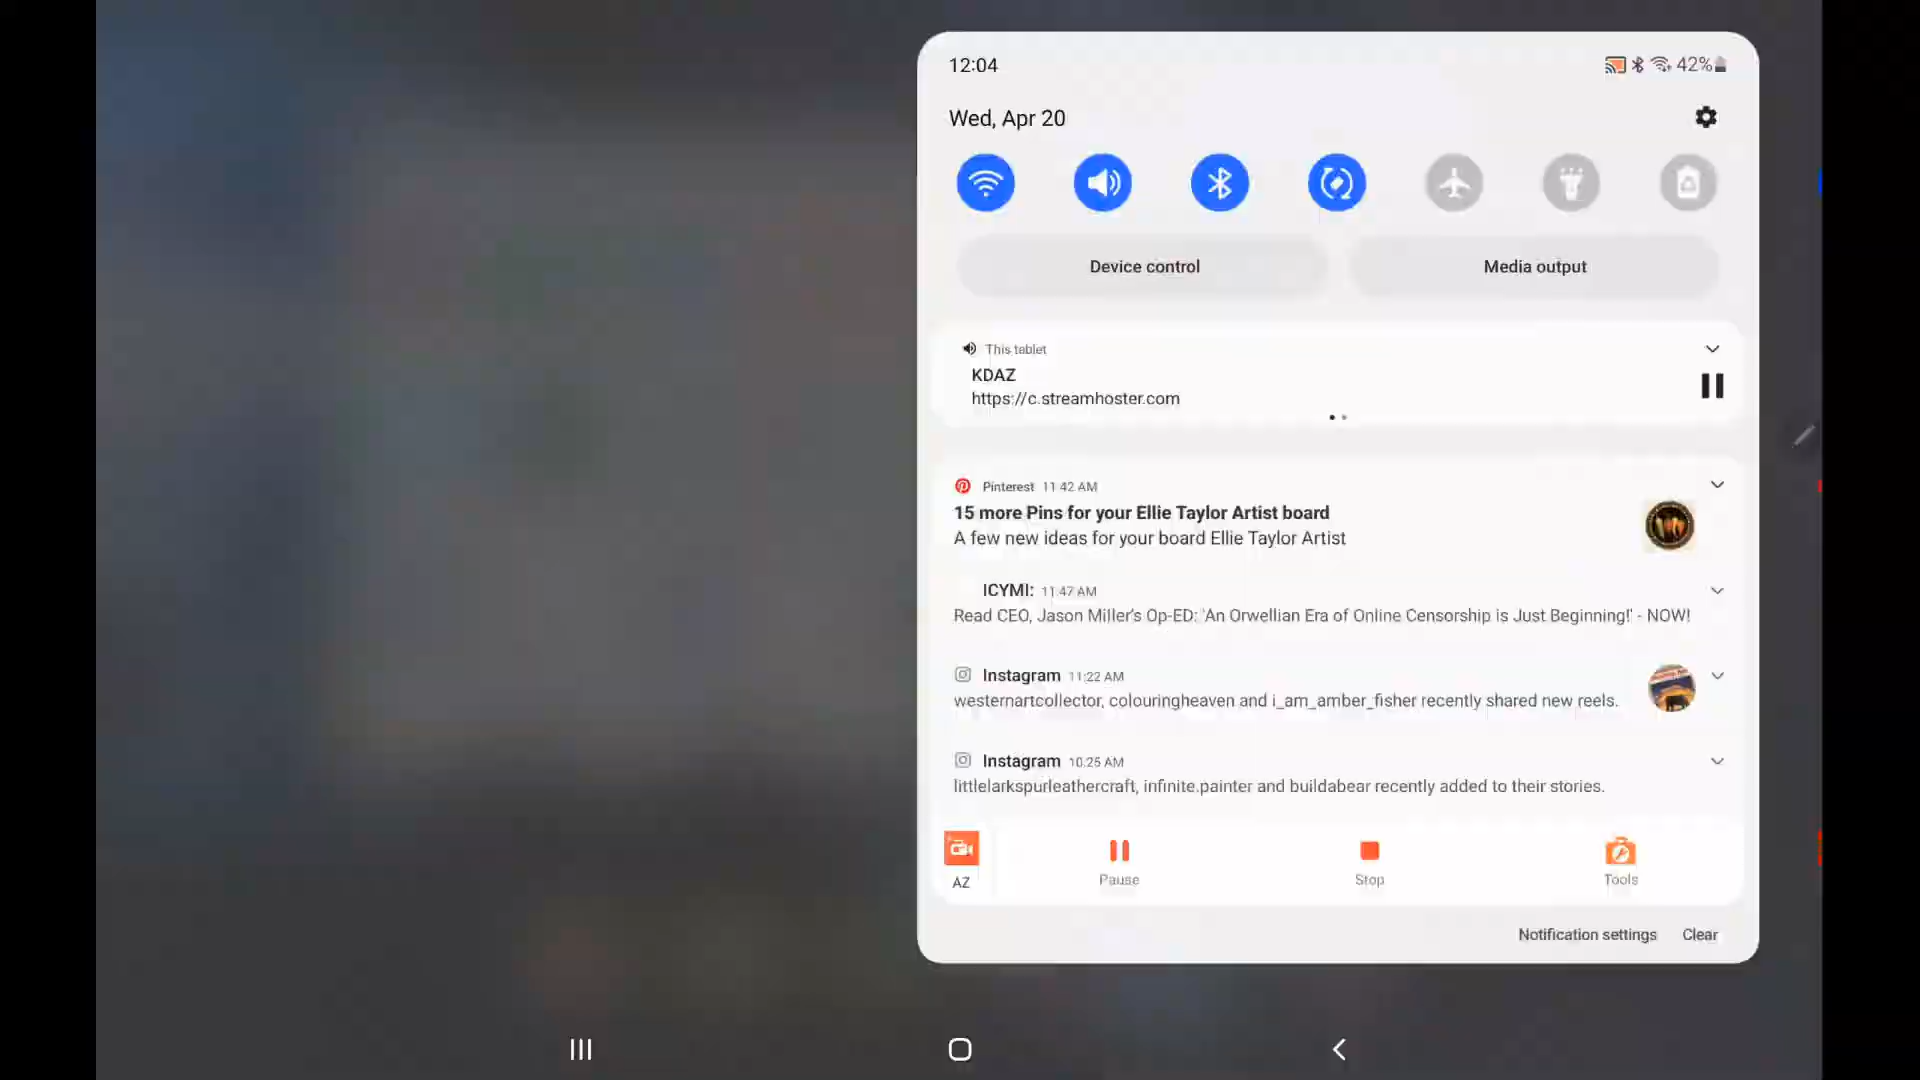 12:04
42%
Wed, Apr 20
Device control
Media output
This tablet
KDAZ
https://c.streamhoster.com
Pinterest 11:42 AM
15 more Pins for your Ellie Taylor Artist board
A few new ideas for your board Ellie Taylor Artist
ICYMI: 11:47 AM
Read CEO, Jason Miller's Op-ED: 'An Orwellian Era of Online Censorship is Just Beginning!' - NOW!
Instagram 11:22 AM
westernartcollector, colouringheaven and i_am_amber_fisher recently shared new reels.
Instagram 10:25 AM
littlelarkspurleathercraft, infinite.painter and buildabear recently added to their stories.
AZ
Pause
Stop
Tools
Notification settings
Clear